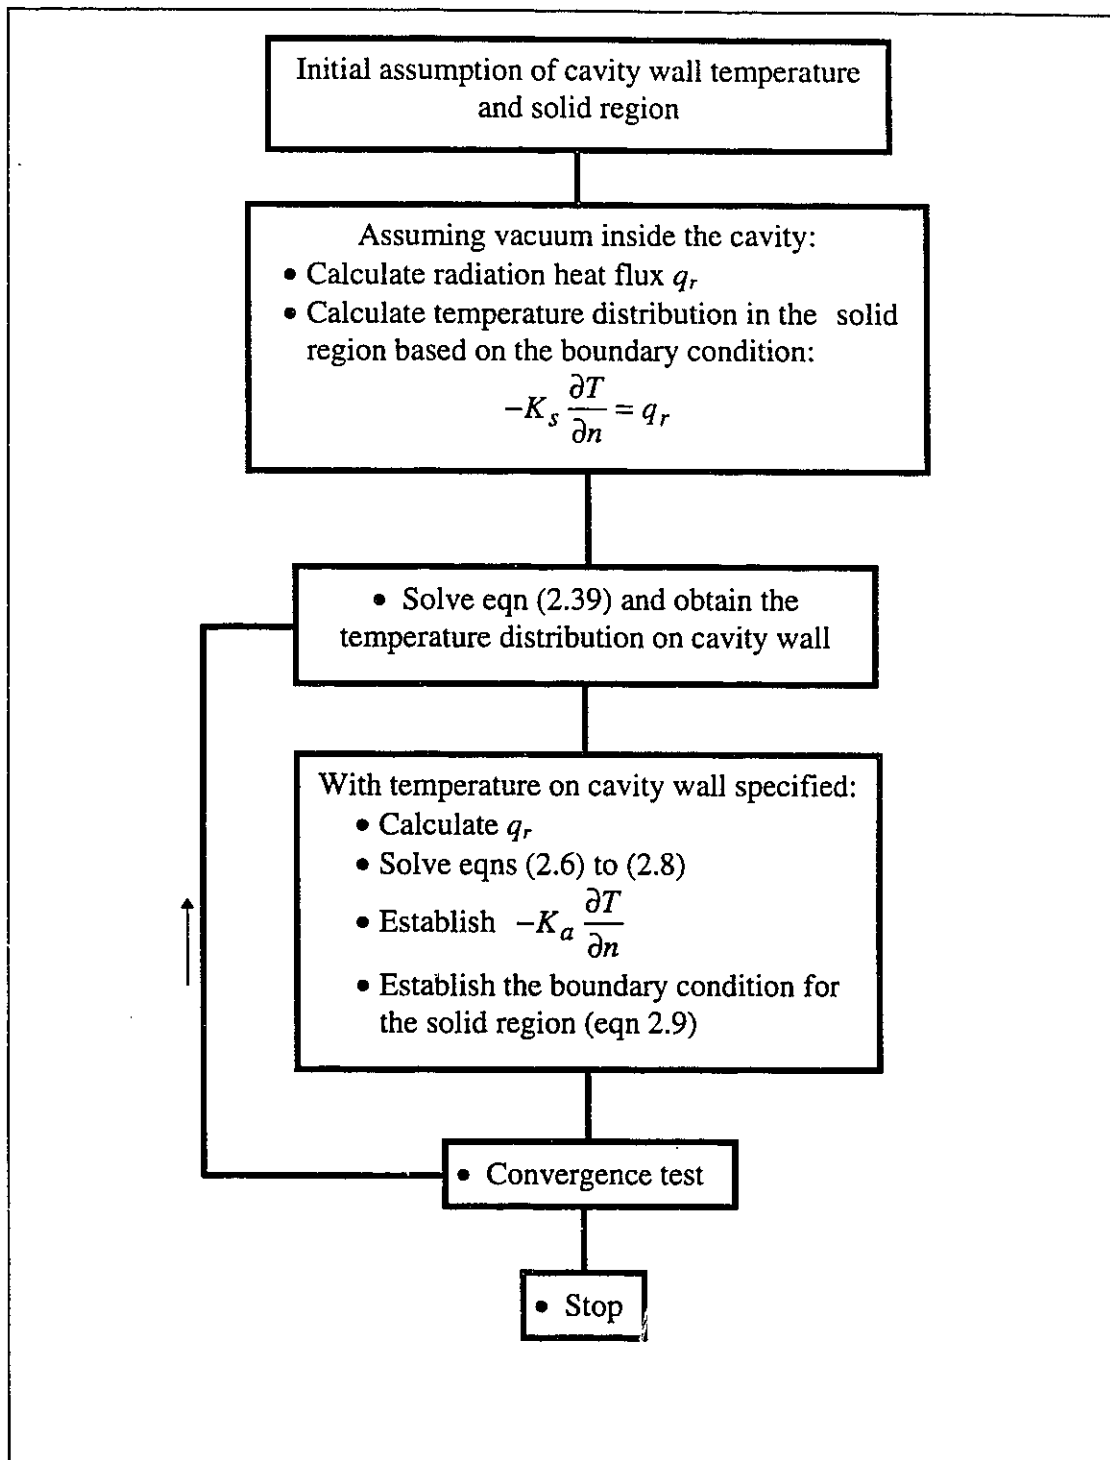 Initial assumption of cavity wall temperature
and solid region
Assuming vacuum inside the cavity:
• Calculate radiation heat flux q_r
• Calculate temperature distribution in the solid
region based on the boundary condition:
−K_s ∂T/∂n = q_r
• Solve eqn (2.39) and obtain the
temperature distribution on cavity wall
With temperature on cavity wall specified:
• Calculate q_r
• Solve eqns (2.6) to (2.8)
• Establish −K_a ∂T/∂n
• Establish the boundary condition for
the solid region (eqn 2.9)
• Convergence test
• Stop